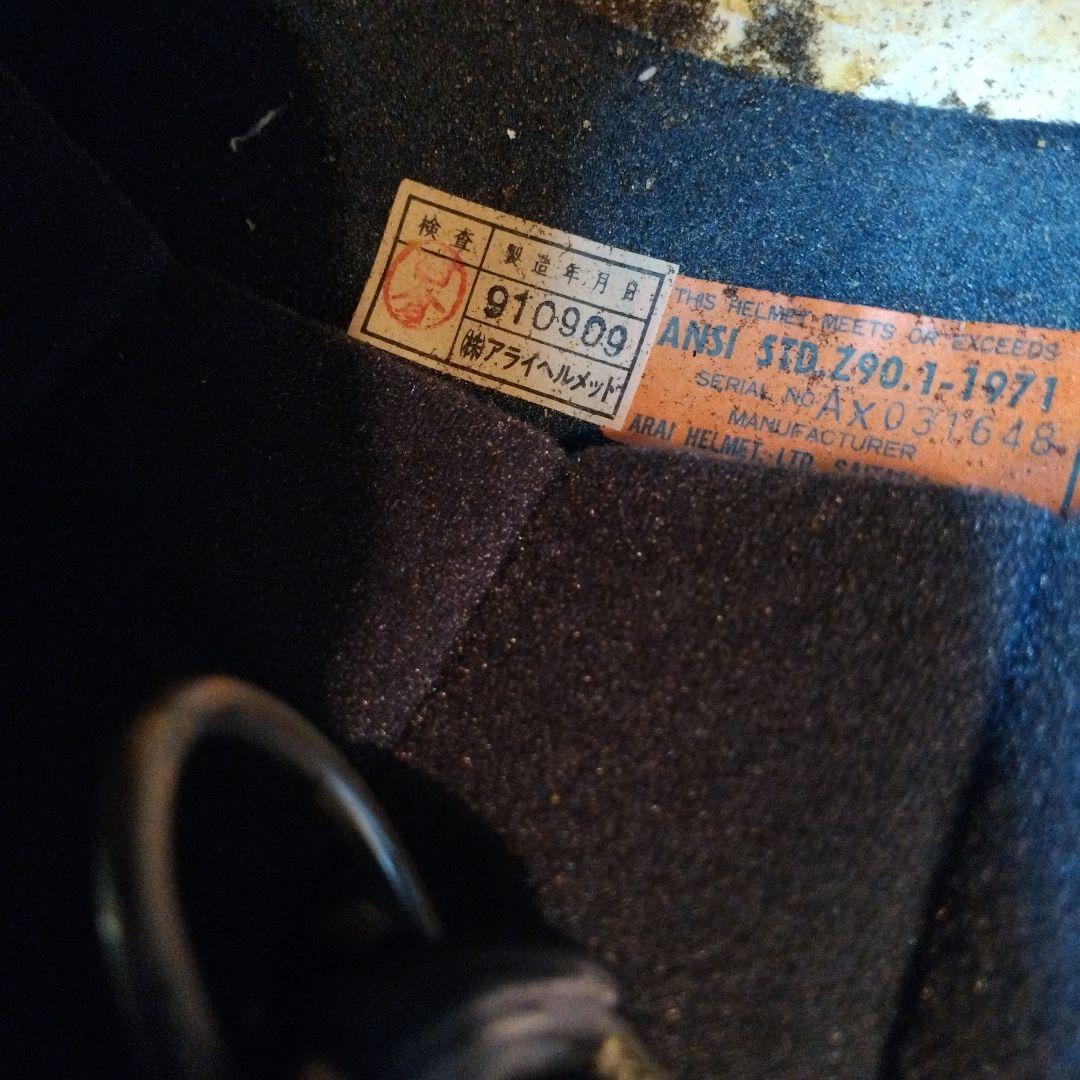 検査
製造年月日
910909
㈱アライヘルメット
THIS HELMET MEETS OR EXCEEDS
ANSI STD.Z90.1-1971
SERIAL NO AX031648
MANUFACTURER
ARAI HELMET LTD.